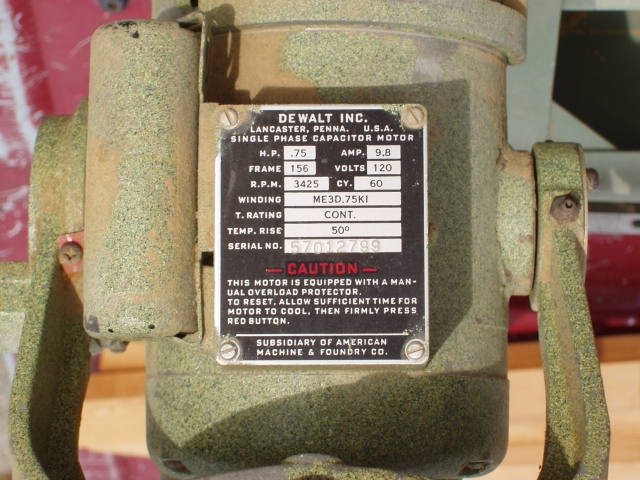 DEWALT INC.
LANCASTER, PENNA. U.S.A.
SINGLE PHASE CAPACITOR MOTOR
H.P. .75 AMP. 9.8
FRAME 156 VOLTS 120
R.P.M. 3425 CY. 60
WINDING ME3D.75KI
T. RATING CONT.
TEMP. RISE 50°
SERIAL NO. 57012799
— CAUTION —
THIS MOTOR IS EQUIPPED WITH A MAN-
UAL OVERLOAD PROTECTOR.
TO RESET, ALLOW SUFFICIENT TIME FOR
MOTOR TO COOL, THEN FIRMLY PRESS
RED BUTTON.
SUBSIDIARY OF AMERICAN
MACHINE & FOUNDRY CO.